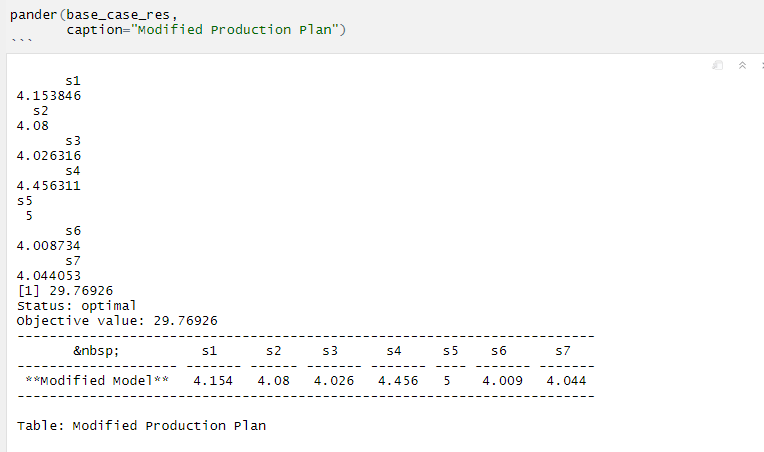 pander(base_case_res,
       caption="Modified Production Plan")
```
      s1
4.153846
  s2
4.08
      s3
4.026316
      s4
4.456311
s5
 5
      s6
4.008734
      s7
4.044053
[1] 29.76926
Status: optimal
Objective value: 29.76926
-------------------------------------------------------------------------
       &nbsp;          s1      s2     s3      s4     s5     s6      s7
-------------------- ------- ------ ------- ------- ---- ------- -------
 **Modified Model**   4.154   4.08   4.026   4.456   5    4.009   4.044
-------------------------------------------------------------------------
Table: Modified Production Plan